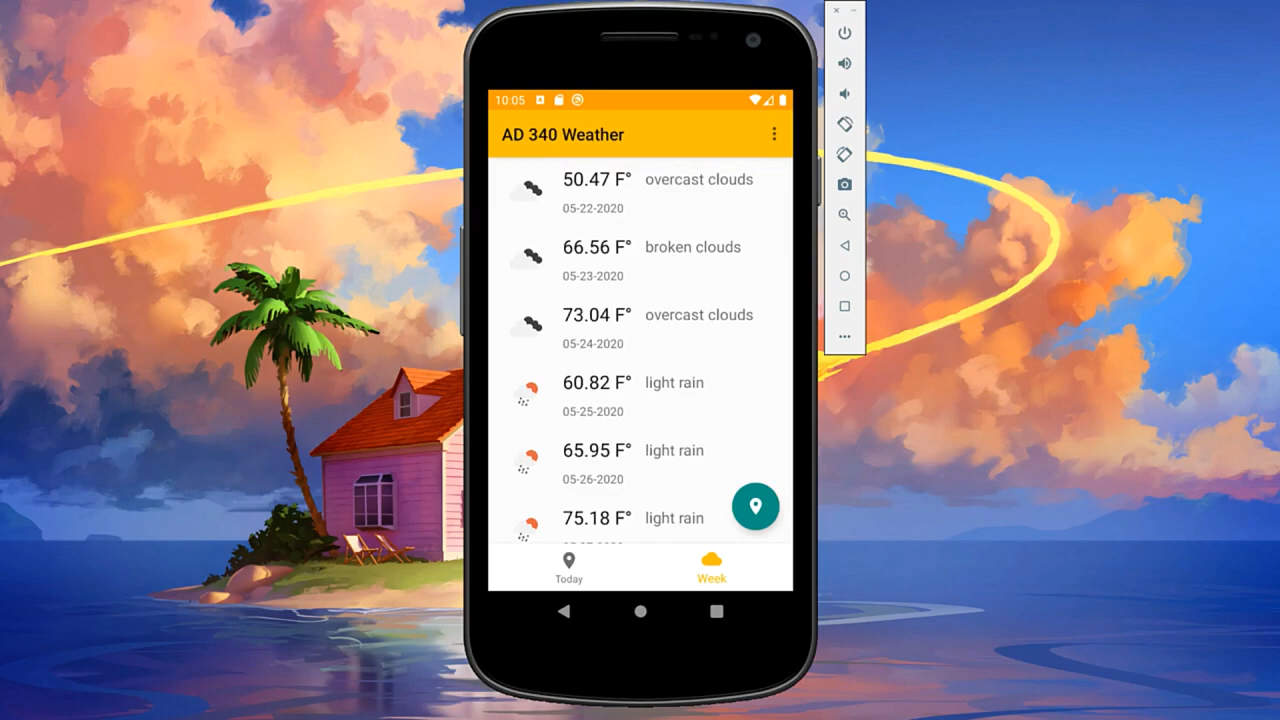 10:05
AD 340 Weather
50.47 F° overcast clouds
05-22-2020
66.56 F° broken clouds
05-23-2020
73.04 F° overcast clouds
05-24-2020
60.82 F° light rain
05-25-2020
65.95 F° light rain
05-26-2020
75.18 F° light rain
Today
Week